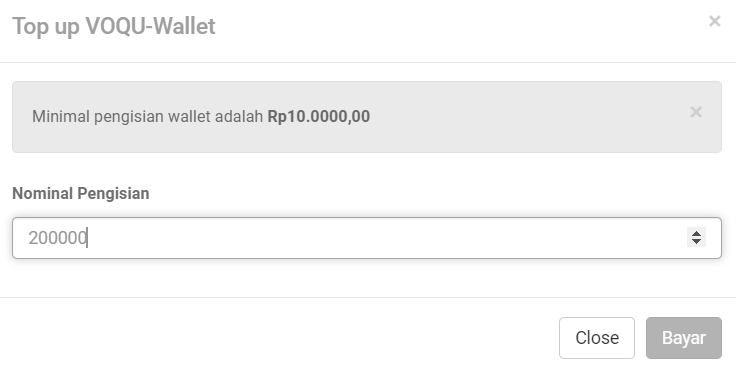 Top up VOQU-Wallet
×
Minimal pengisian wallet adalah Rp10.0000,00
×
Nominal Pengisian
200000
Close
Bayar